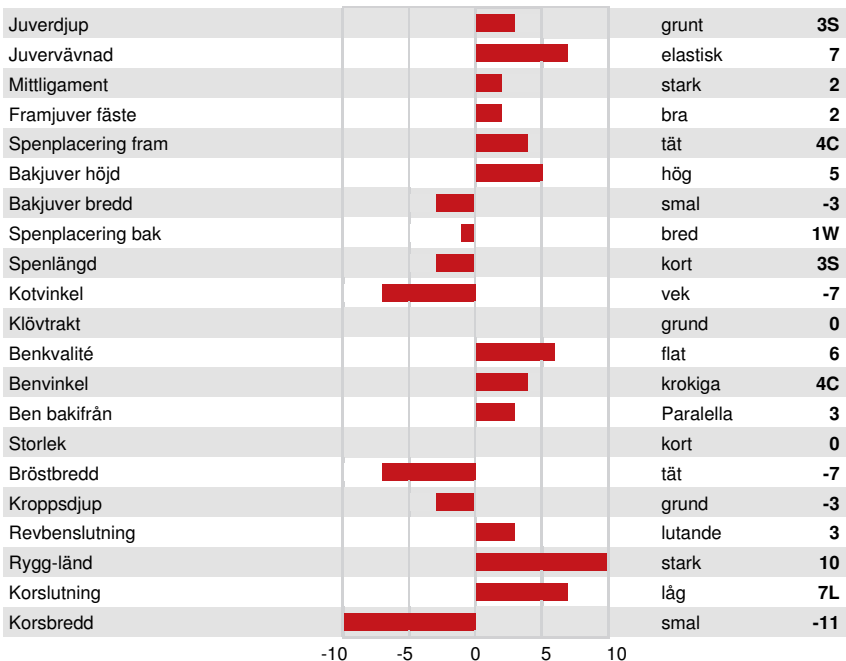 Juverdjup grunt 3S
Juvervävnad elastisk 7
Mittligament stark 2
Framjuver fäste bra 2
Spenplacering fram tät 4C
Bakjuver höjd hög 5
Bakjuver bredd smal -3
Spenplacering bak bred 1W
Spenlängd kort 3S
Kotvinkel vek -7
Klövtrakt grund 0
Benkvalité flat 6
Benvinkel krokiga 4C
Ben bakifrån Paralella 3
Storlek kort 0
Bröstbredd tät -7
Kroppsdjup grund -3
Revbenslutning lutande 3
Rygg-länd stark 10
Korslutning låg 7L
Korsbredd smal -11
-10 -5 0 5 10